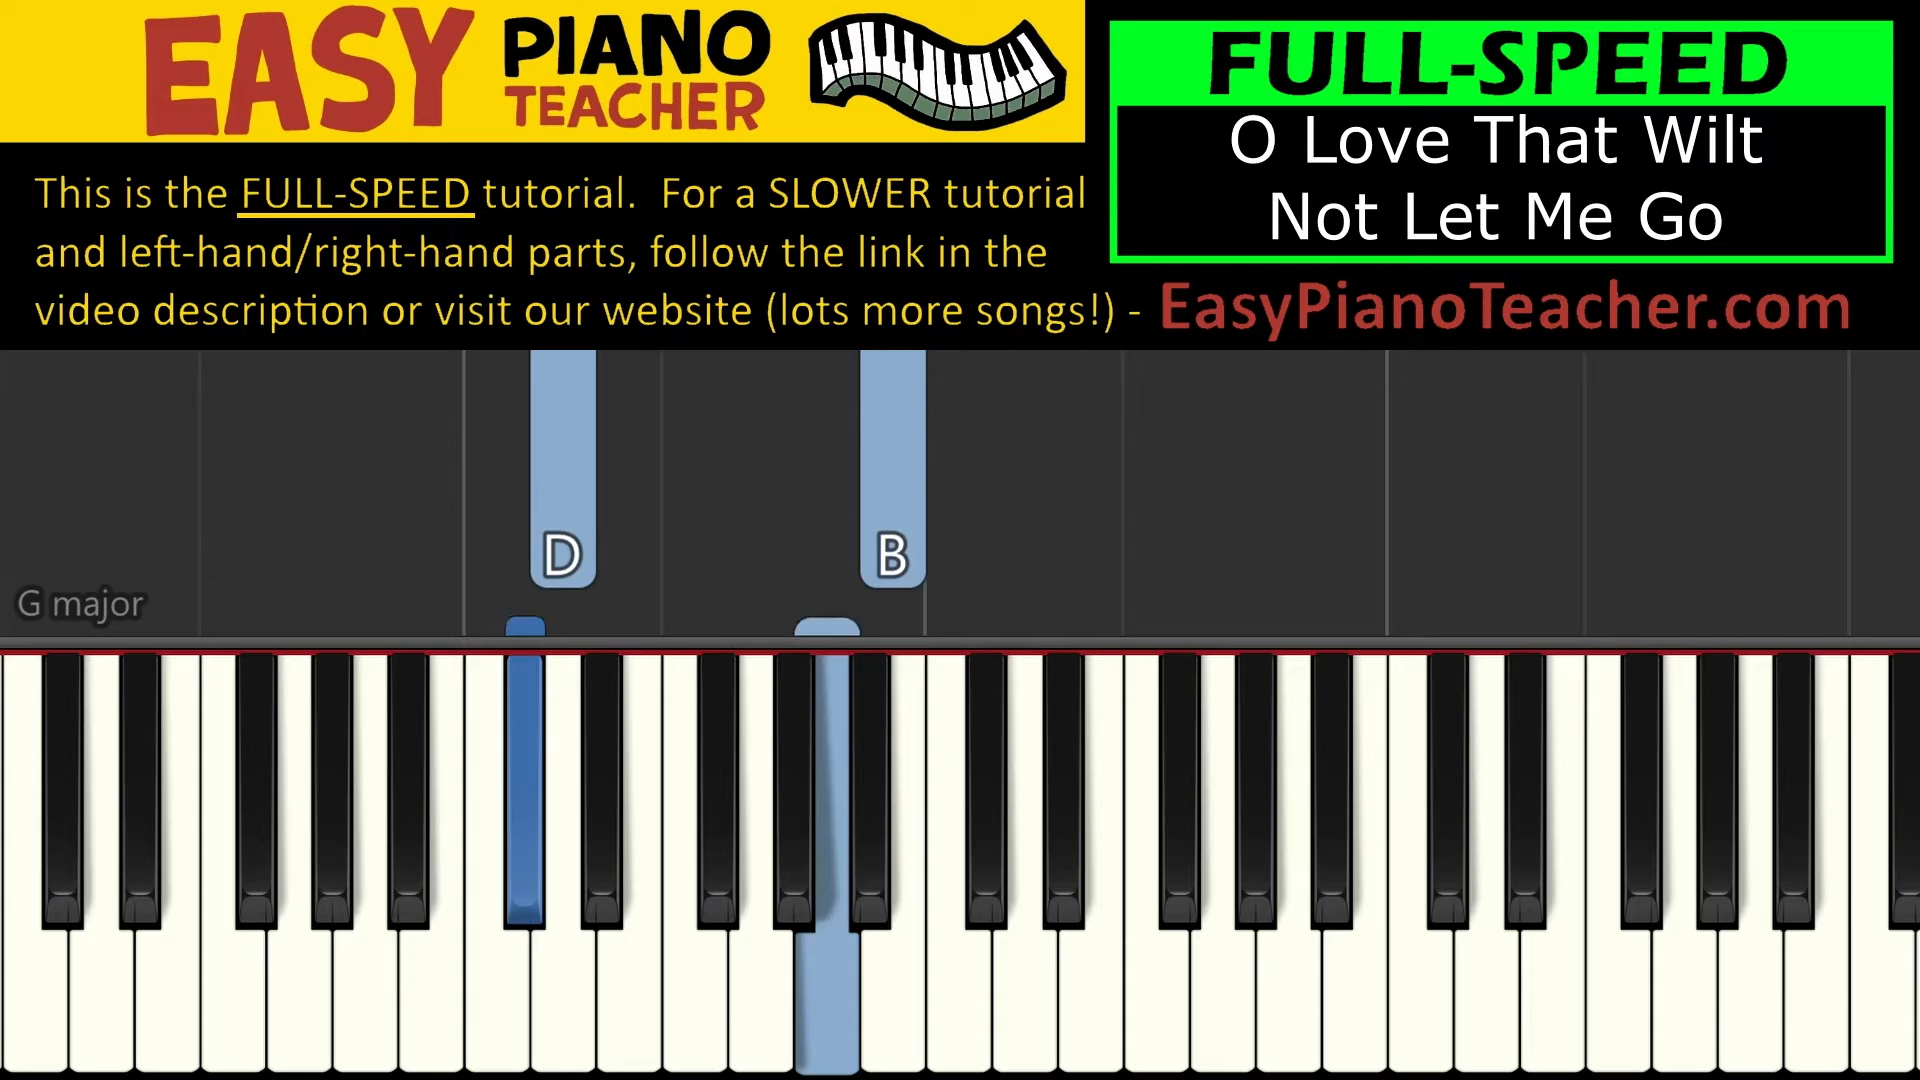 EASY PIANO TEACHER
FULL-SPEED
O Love That Wilt
Not Let Me Go
This is the FULL-SPEED tutorial. For a SLOWER tutorial
and left-hand/right-hand parts, follow the link in the
video description or visit our website (lots more songs!) - EasyPianoTeacher.com
D B
G major